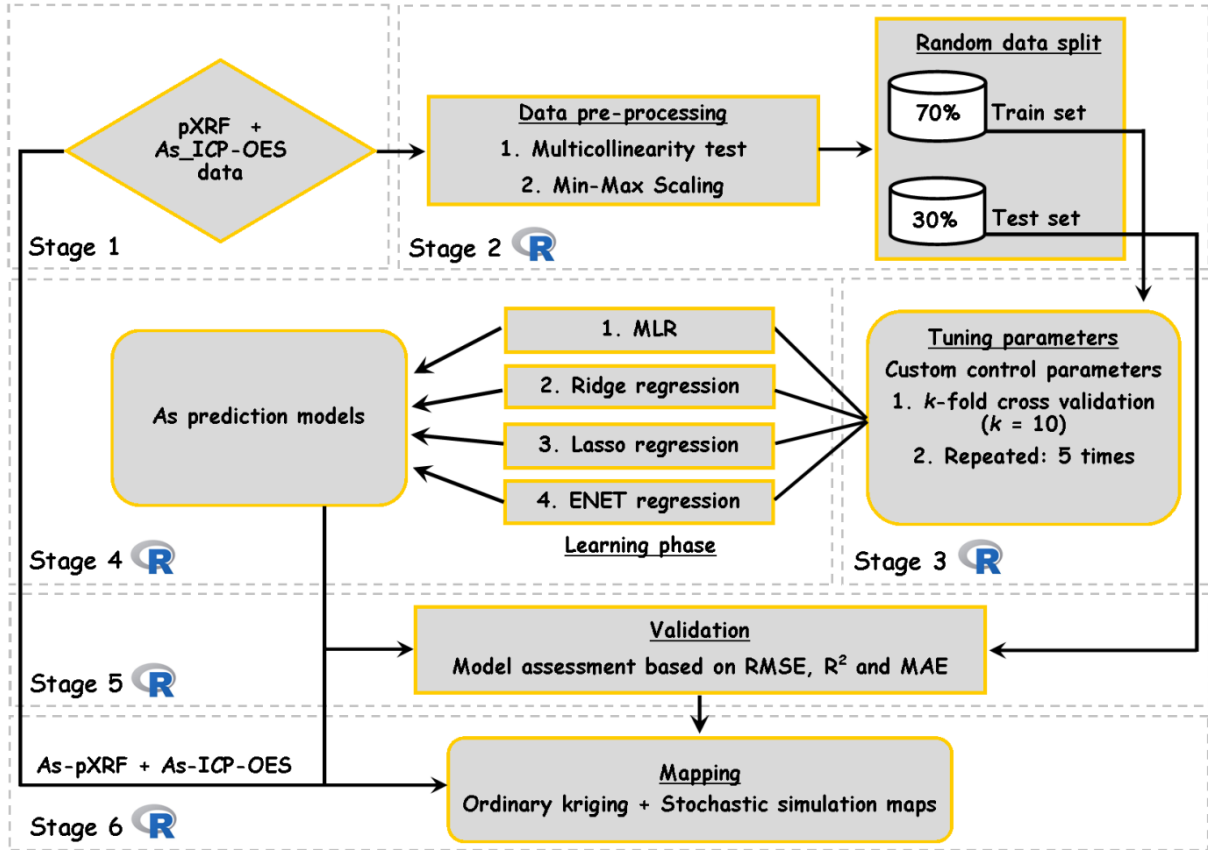 pXRF +
As_ICP-OES
data
Stage 1
Data pre-processing
1. Multicollinearity test
2. Min-Max Scaling
Stage 2 R
Random data split
70% Train set
30% Test set
Tuning parameters
Custom control parameters
1. k-fold cross validation
(k = 10)
2. Repeated: 5 times
Stage 3 R
1. MLR
2. Ridge regression
3. Lasso regression
4. ENET regression
Learning phase
As prediction models
Stage 4 R
Validation
Model assessment based on RMSE, R² and MAE
Stage 5 R
As-pXRF + As-ICP-OES
Mapping
Ordinary kriging + Stochastic simulation maps
Stage 6 R